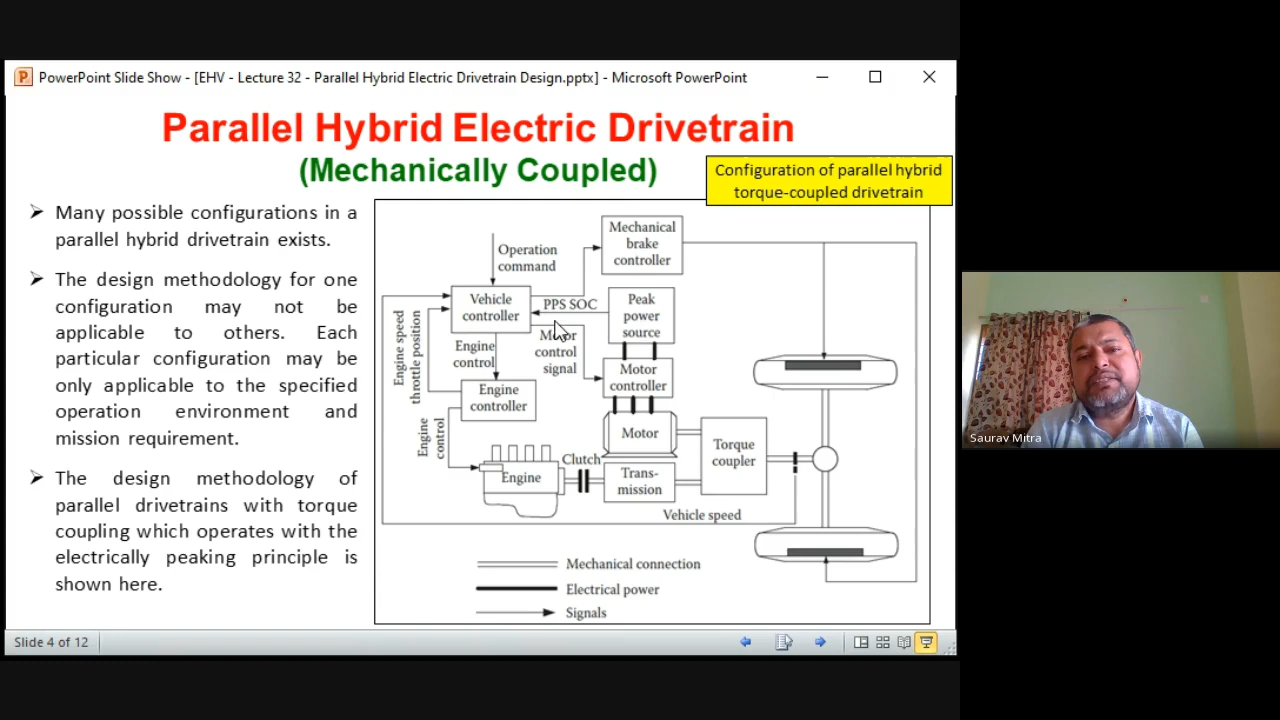 PowerPoint Slide Show - [EHV - Lecture 32 - Parallel Hybrid Electric Drivetrain Design.pptx] - Microsoft PowerPoint
Parallel Hybrid Electric Drivetrain
(Mechanically Coupled)
Configuration of parallel hybrid
torque-coupled drivetrain
Many possible configurations in a
parallel hybrid drivetrain exists.
The design methodology for one
configuration may not be
applicable to others. Each
particular configuration may be
only applicable to the specified
operation environment and
mission requirement.
The design methodology of
parallel drivetrains with torque
coupling which operates with the
electrically peaking principle is
shown here.
Operation
command
Mechanical
brake
controller
Vehicle
controller
PPS SOC
Peak
power
source
Engine speed
throttle position
Engine
control
Motor
control
signal
Motor
controller
Engine
controller
Engine
control
Motor
Torque
coupler
Engine
Clutch
Trans-
mission
Vehicle speed
Mechanical connection
Electrical power
Signals
Slide 4 of 12
Saurav Mitra